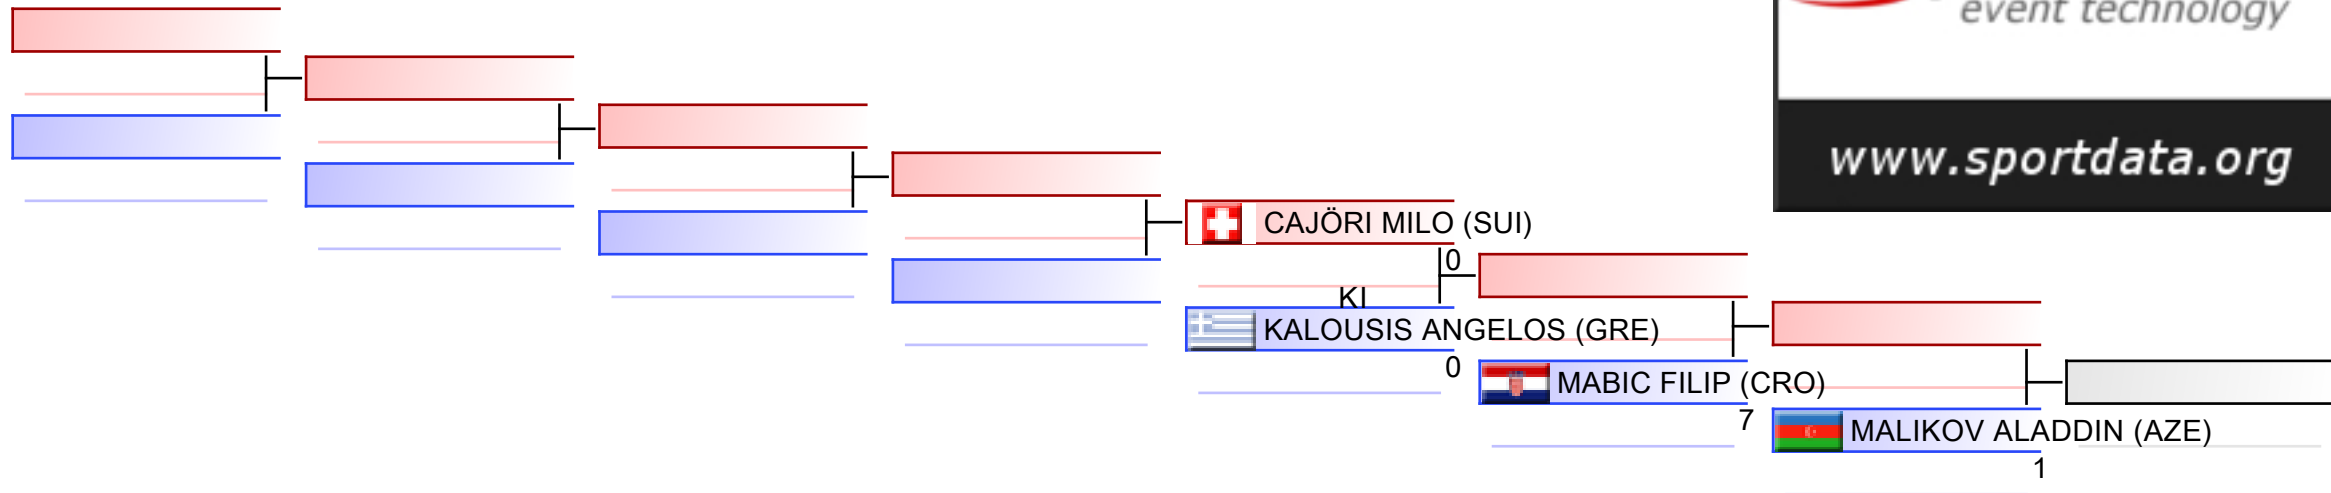 event technology
www.sportdata.org
CAJÖRI MILO (SUI)
0
KI
KALOUSIS ANGELOS (GRE)
0
MABIC FILIP (CRO)
7
MALIKOV ALADDIN (AZE)
1